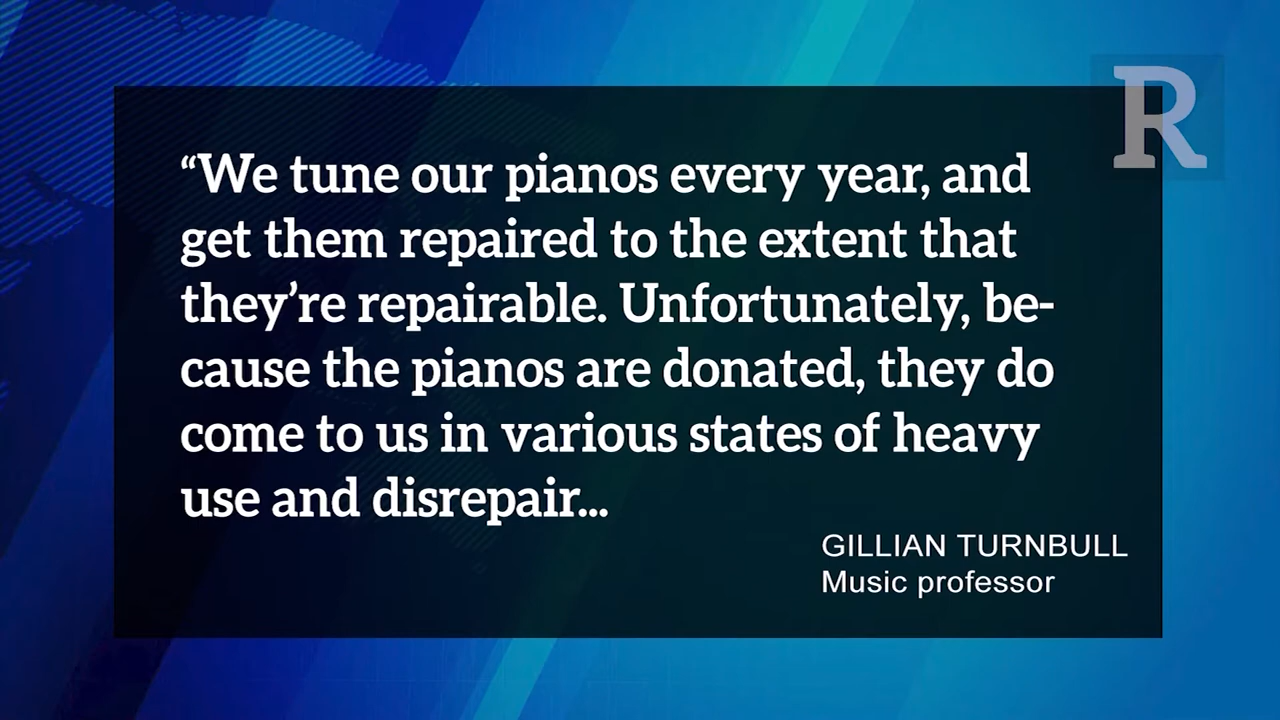 R
“We tune our pianos every year, and
get them repaired to the extent that
they’re repairable. Unfortunately, be-
cause the pianos are donated, they do
come to us in various states of heavy
use and disrepair...
GILLIAN TURNBULL
Music professor